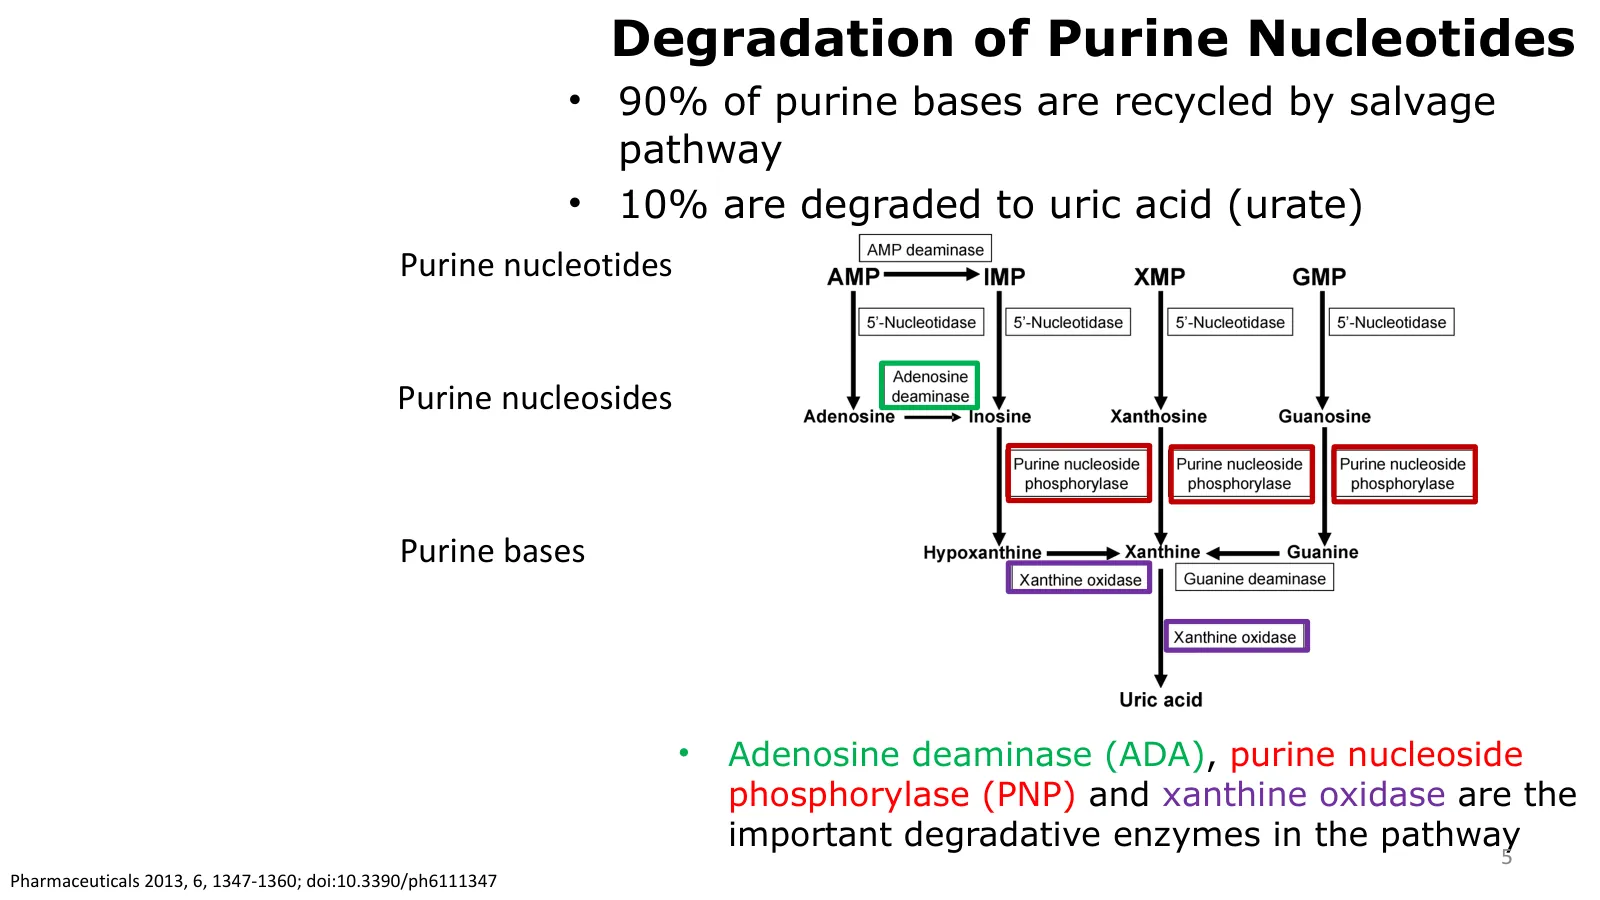 Degradation of Purine Nucleotides
• 90% of purine bases are recycled by salvage
pathway
• 10% are degraded to uric acid (urate)
Purine nucleotides
AMP deaminase
AMP IMP XMP GMP
5’-Nucleotidase 5’-Nucleotidase 5’-Nucleotidase 5’-Nucleotidase
Purine nucleosides
Adenosine
deaminase
Adenosine Inosine Xanthosine Guanosine
Purine nucleoside Purine nucleoside Purine nucleoside
phosphorylase phosphorylase phosphorylase
Purine bases
Hypoxanthine Xanthine Guanine
Xanthine oxidase Guanine deaminase
Xanthine oxidase
Uric acid
• Adenosine deaminase (ADA), purine nucleoside
phosphorylase (PNP) and xanthine oxidase are the
important degradative enzymes in the pathway
5
Pharmaceuticals 2013, 6, 1347-1360; doi:10.3390/ph6111347